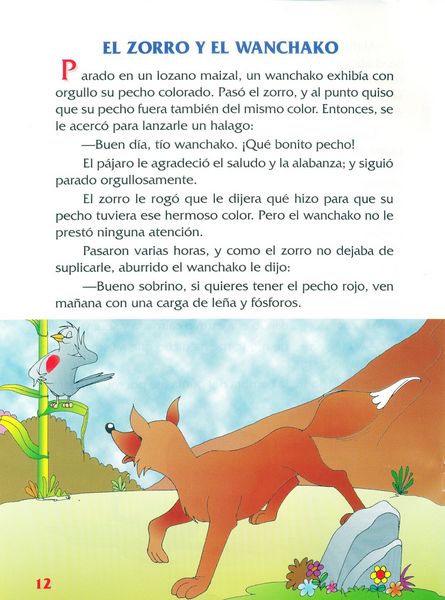 EL ZORRO Y EL WANCHAKO
Parado en un lozano maizal, un wanchako exhibía con
orgullo su pecho colorado. Pasó el zorro, y al punto quiso
que su pecho fuera también del mismo color. Entonces, se
le acercó para lanzarle un halago:
—Buen día, tío wanchako. ¡Qué bonito pecho!
El pájaro le agradeció el saludo y la alabanza; y siguió
parado orgullosamente.
El zorro le rogó que le dijera qué hizo para que su
pecho tuviera ese hermoso color. Pero el wanchako no le
prestó ninguna atención.
Pasaron varias horas, y como el zorro no dejaba de
suplicarle, aburrido el wanchako le dijo:
—Bueno sobrino, si quieres tener el pecho rojo, ven
mañana con una carga de leña y fósforos.
12